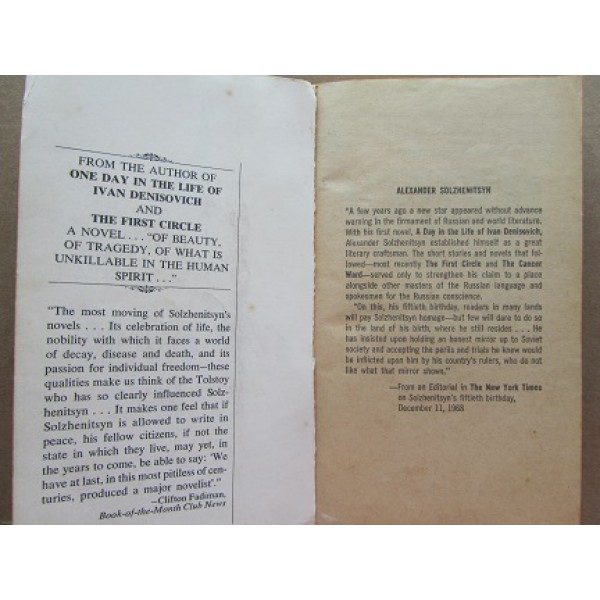 FROM THE AUTHOR OF
ONE DAY IN THE LIFE OF
IVAN DENISOVICH
AND
THE FIRST CIRCLE
A NOVEL . . . "OF BEAUTY,
OF TRAGEDY, OF WHAT IS
UNKILLABLE IN THE HUMAN
SPIRIT . . ."
"The most moving of Solzhenitsyn's
novels . . . Its celebration of life, the
nobility with which it faces a world
of decay, disease and death, and its
passion for individual freedom—these
qualities make us think of the Tolstoy
who has so clearly influenced Solz-
henitsyn . . . It makes one feel that if
Solzhenitsyn is allowed to write in
peace, his fellow citizens, if not the
state in which they live, may yet, in
the years to come, be able to say: 'We
have at last, in this most pitiless of cen-
turies, produced a major novelist'."
—Clifton Fadiman,
Book-of-the-Month Club News
ALEXANDER SOLZHENITSYN
"A few years ago a new star appeared without advance
warning in the firmament of Russian and world literature.
With his first novel, A Day in the Life of Ivan Denisovich,
Alexander Solzhenitsyn established himself as a great
literary craftsman. The short stories and novels that fol-
lowed—most recently The First Circle and The Cancer
Ward—served only to strengthen his claim to a place
alongside other masters of the Russian language and
spokesmen for the Russian conscience.
"On this, his fiftieth birthday, readers in many lands
will pay Solzhenitsyn homage—but few will dare to do so
in the land of his birth, where he still resides . . . He
has insisted upon holding an honest mirror up to Soviet
society and accepting the perils and trials he knew would
be inflicted upon him by his country's rulers, who do not
like what that mirror shows."
—From an Editorial in The New York Times
on Solzhenitsyn's fiftieth birthday,
December 11, 1968